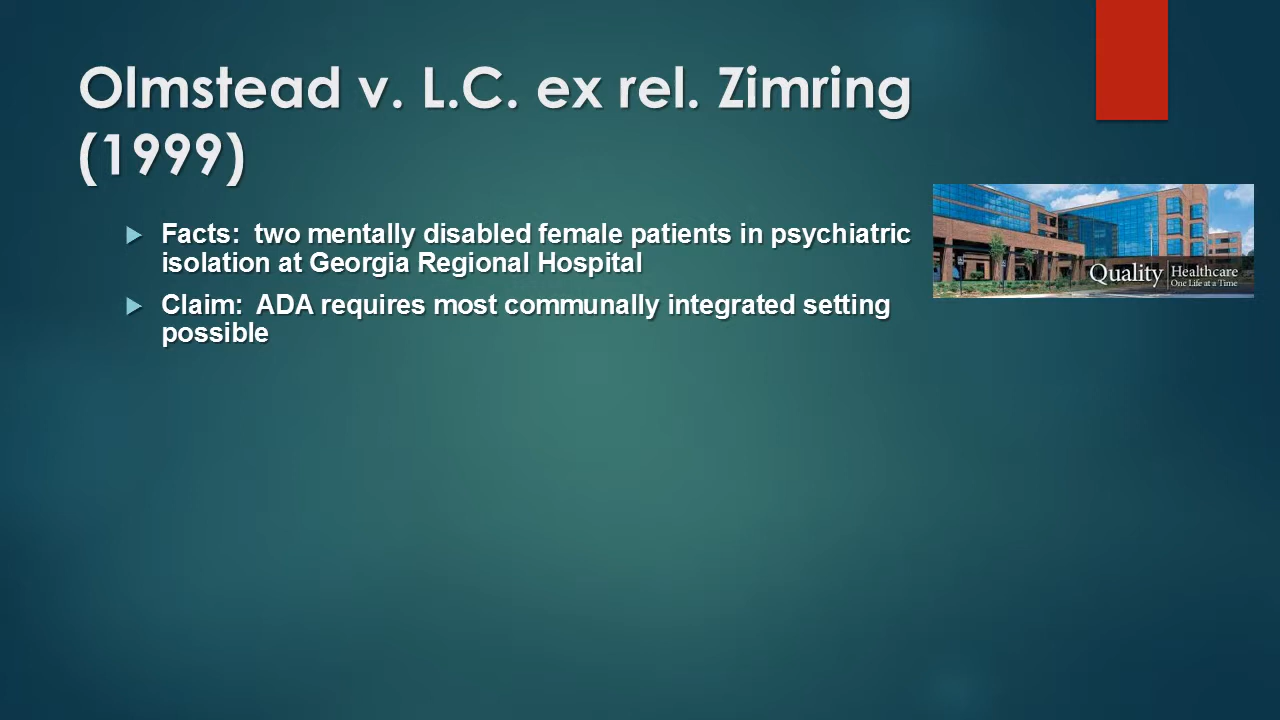 Olmstead v. L.C. ex rel. Zimring
(1999)
Facts:  two mentally disabled female patients in psychiatric
isolation at Georgia Regional Hospital
Claim:  ADA requires most communally integrated setting
possible
Quality Healthcare
One Life at a Time